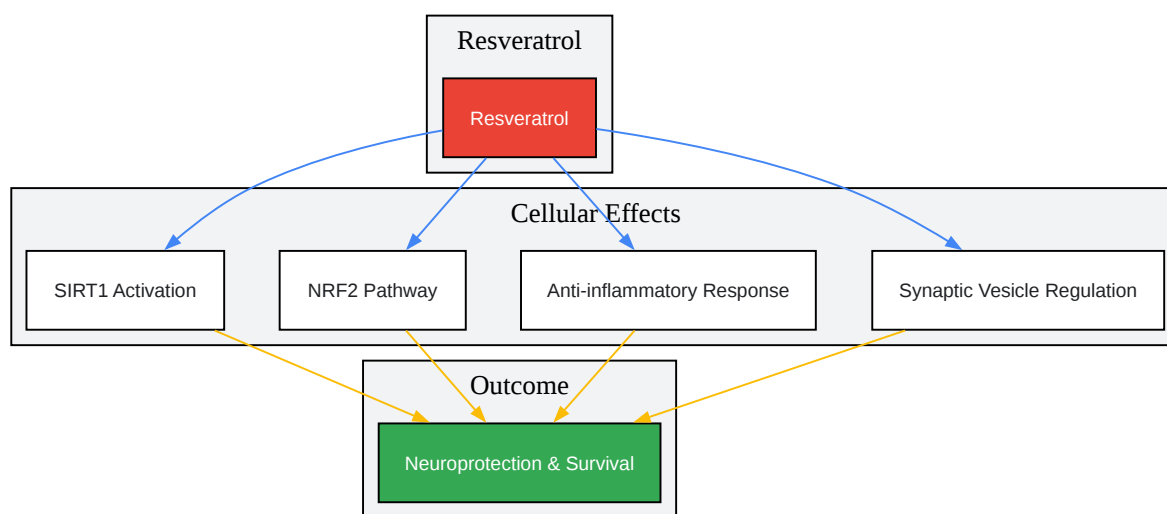 Resveratrol
Resveratrol
Cellular Effects
SIRT1 Activation
NRF2 Pathway
Anti-inflammatory Response
Synaptic Vesicle Regulation
Outcome
Neuroprotection & Survival